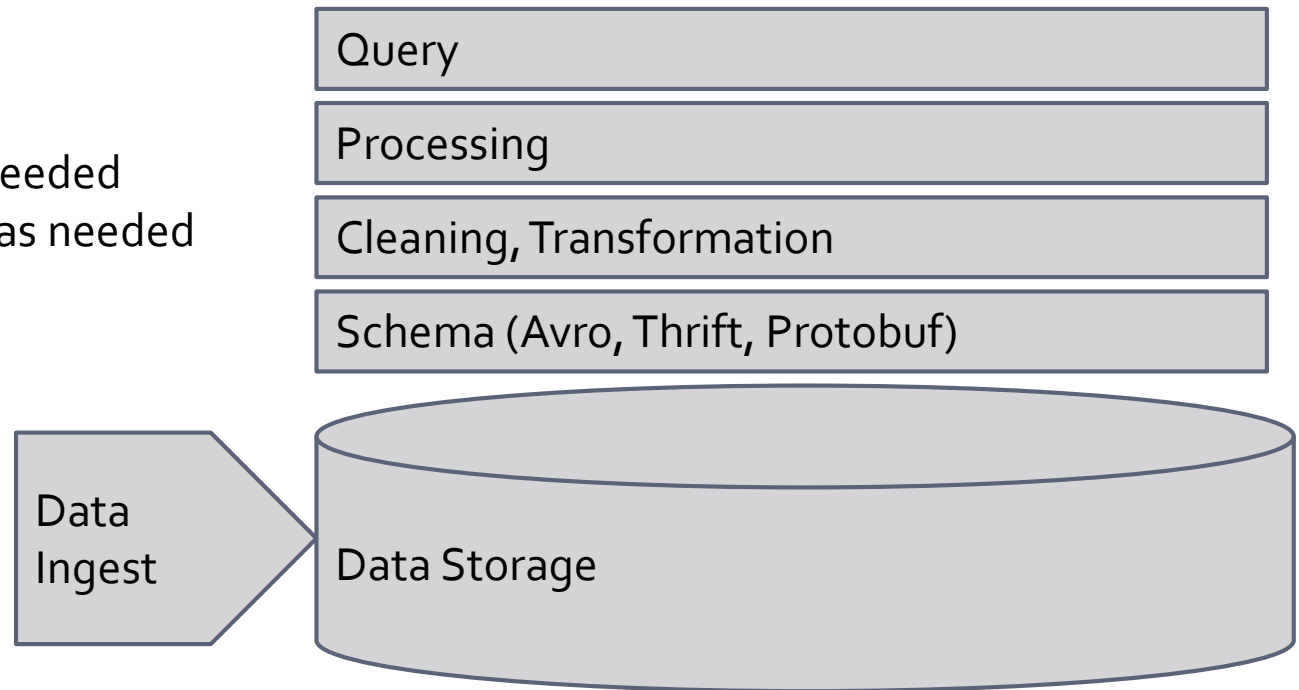 Query
Processing
eeded
as needed
Cleaning, Transformation
Schema (Avro, Thrift, Protobuf)
Data
Ingest
Data Storage